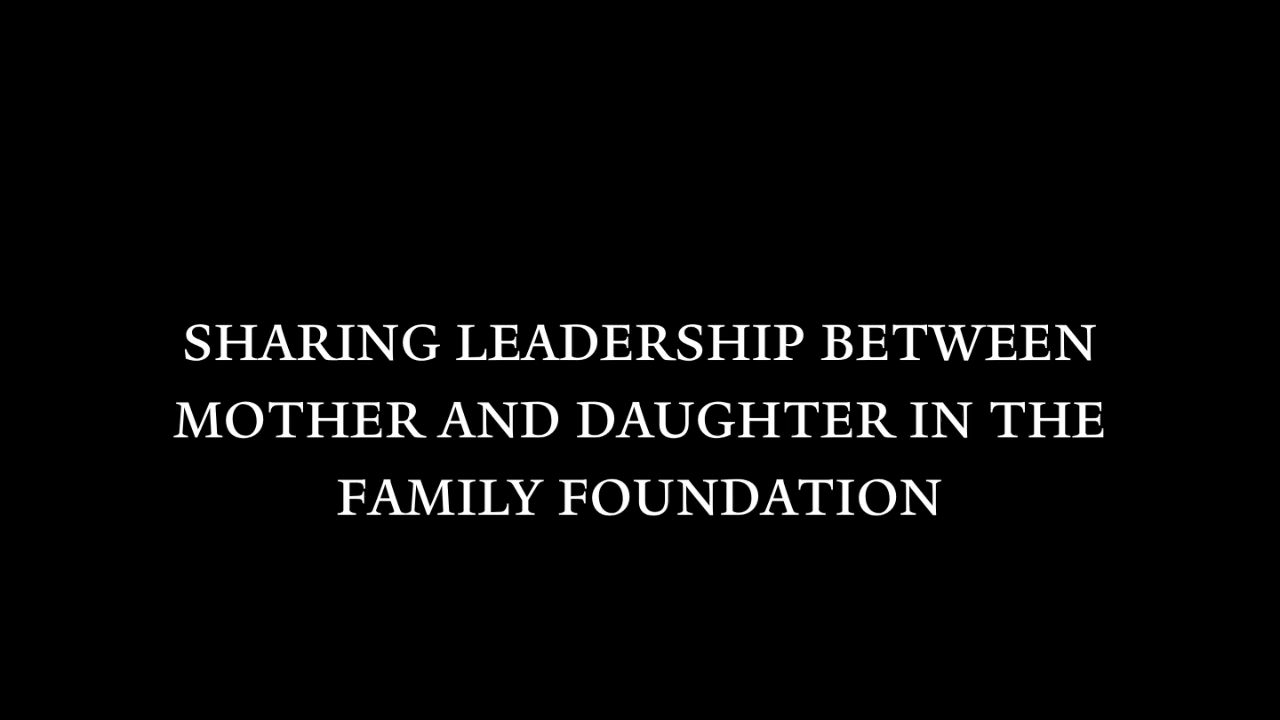 SHARING LEADERSHIP BETWEEN
MOTHER AND DAUGHTER IN THE
FAMILY FOUNDATION